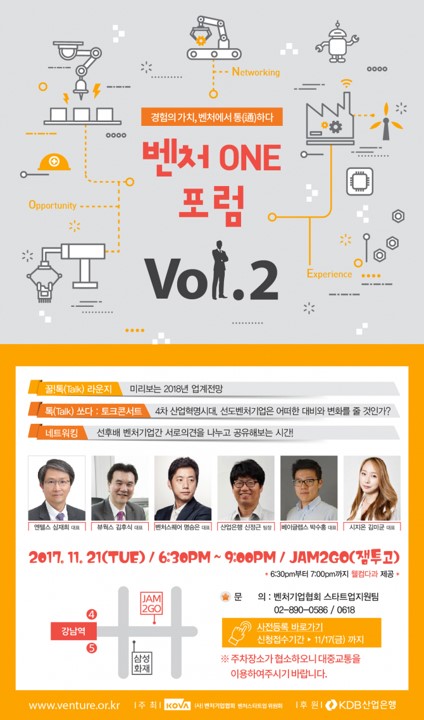 Networking
경험의 가치, 벤처에서 통(通)하다
벤처 ONE
포럼
Opportunity
Vol.2
Experience
꿀!톡(Talk) 라운지 미리보는 2018년 업계전망
톡(Talk) 쏘다 : 토크콘서트 4차 산업혁명시대, 선도벤처기업은 어떠한 대비와 변화를 줄 것인가?
네트워킹 선후배 벤처기업간 서로의견을 나누고 공유해보는 시간!
엔텔스 심재희 대표
뷰웍스 김후식 대표
벤처스퀘어 명승은 대표
산업은행 신정근 팀장
베이글랩스 박수홍 대표
시지온 김미균 대표
2017. 11. 21(TUE) / 6:30PM ~ 9:00PM / JAM2GO(잼투고)
* 6:30pm부터 7:00pm까지 웰컴다과 제공 *
JAM
2GO
4
강남역
5
삼성
화재
문 의 : 벤처기업협회 스타트업지원팀
02-890-0586 / 0618
사전등록 바로가기
신청접수기간 > 11/17(금) 까지
※ 주차장소가 협소하오니 대중교통을
이용하여주시기 바랍니다.
www.venture.or.kr
| 주 최 | KOVA (사)벤처기업협회 벤처스타트업위원회
| 후 원 | KDB산업은행